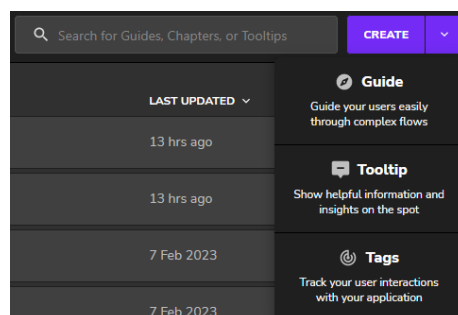 Search for Guides, Chapters, or Tooltips
CREATE
LAST UPDATED
13 hrs ago
13 hrs ago
7 Feb 2023
7 Feb 2023
Guide
Guide your users easily
through complex flows
Tooltip
Show helpful information and
insights on the spot
Tags
Track your user interactions
with your application